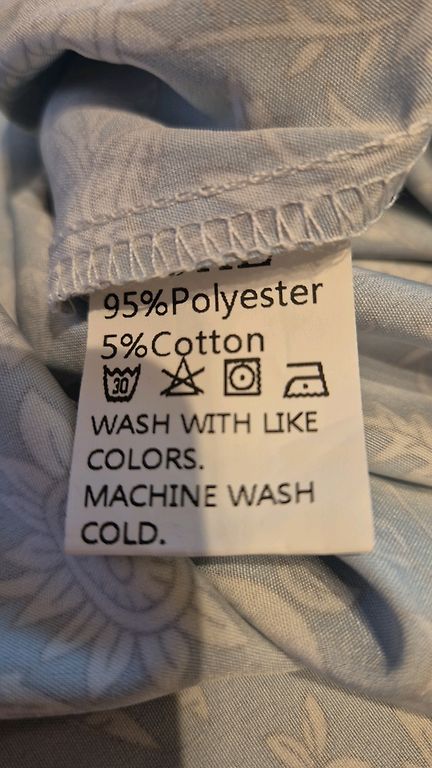 95%Polyester
5%Cotton
30
WASH WITH LIKE
COLORS.
MACHINE WASH
COLD.